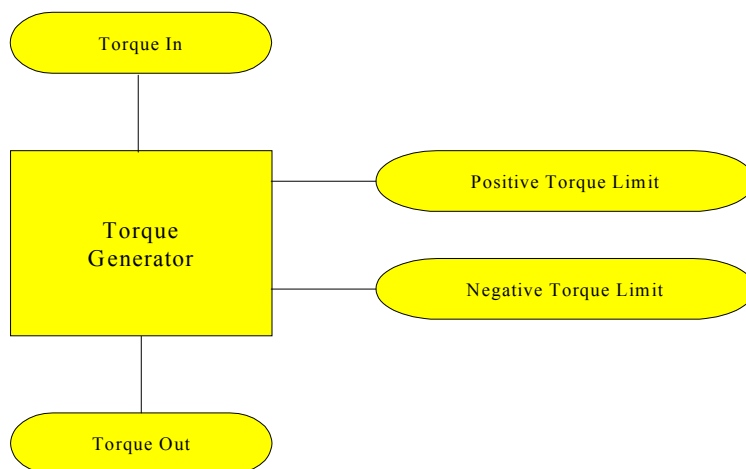 Torque In
Positive Torque Limit
Torque
Generator
Negative Torque Limit
Torque Out